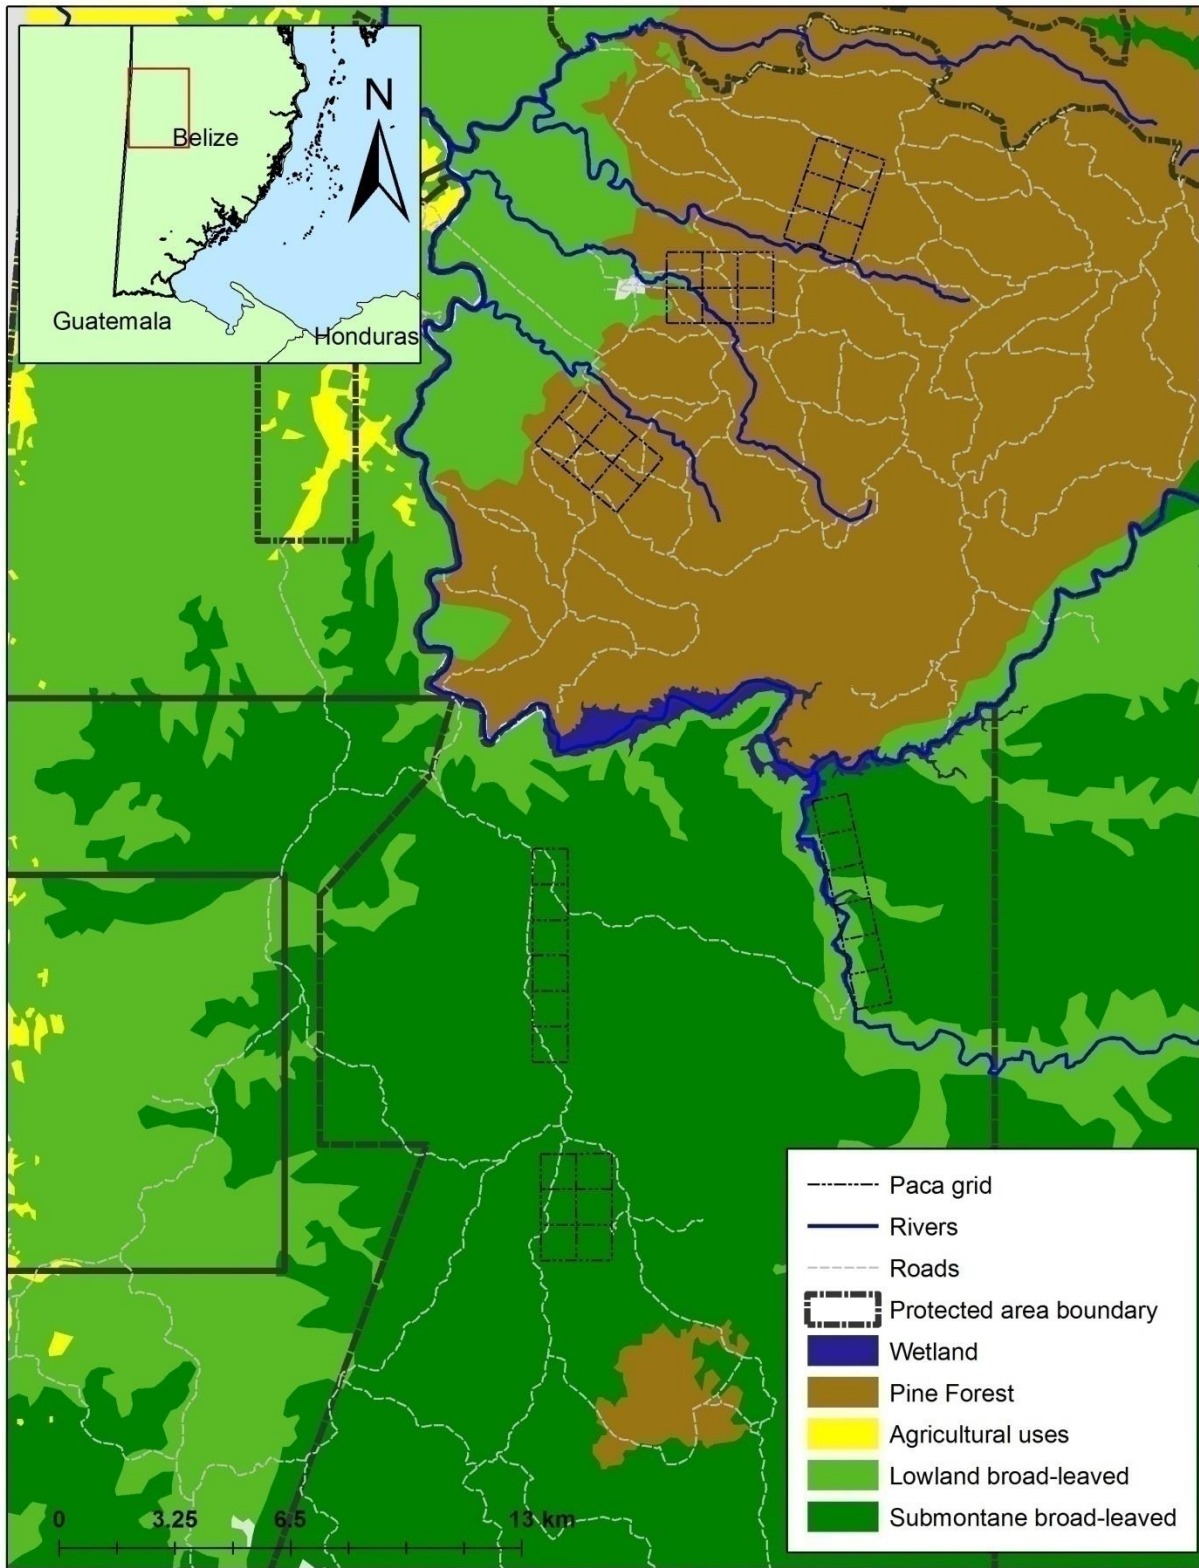 N
Belize
Guatemala
Honduras
Paca grid
Rivers
Roads
Protected area boundary
Wetland
Pine Forest
Agricultural uses
Lowland broad-leaved
Submontane broad-leaved
0 3.25 6.5 13 km